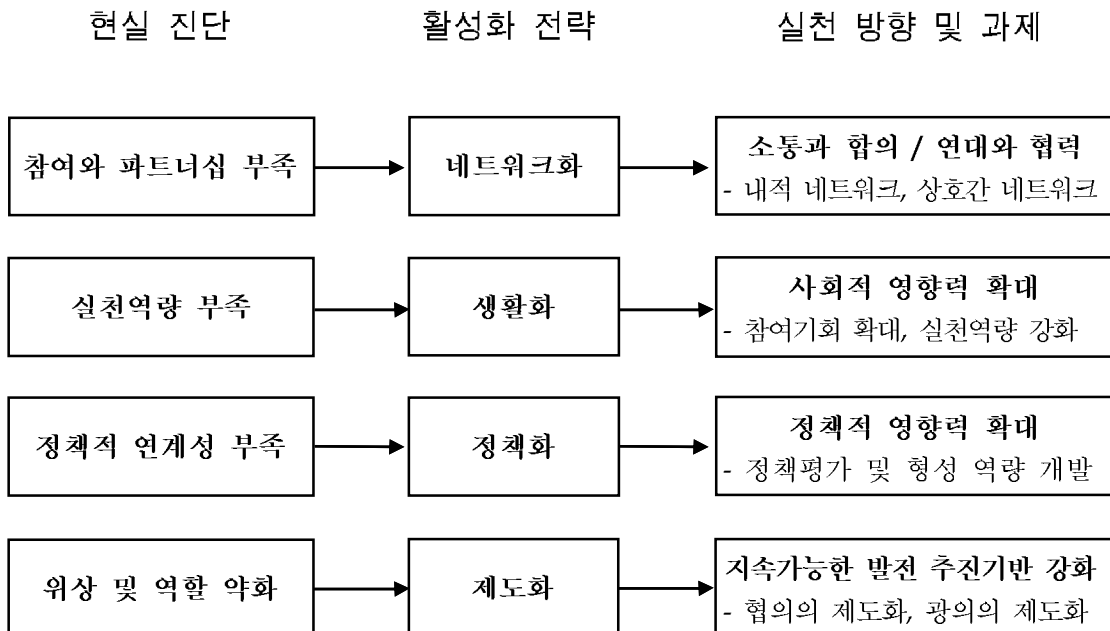 현실 진단
활성화 전략
실천 방향 및 과제
참여와 파트너십 부족
네트워크화
소통과 합의 / 연대와 협력
- 내적 네트워크, 상호간 네트워크
실천역량 부족
생활화
사회적 영향력 확대
- 참여기회 확대, 실천역량 강화
정책적 연계성 부족
정책화
정책적 영향력 확대
- 정책평가 및 형성 역량 개발
위상 및 역할 약화
제도화
지속가능한 발전 추진기반 강화
- 협의의 제도화, 광의의 제도화